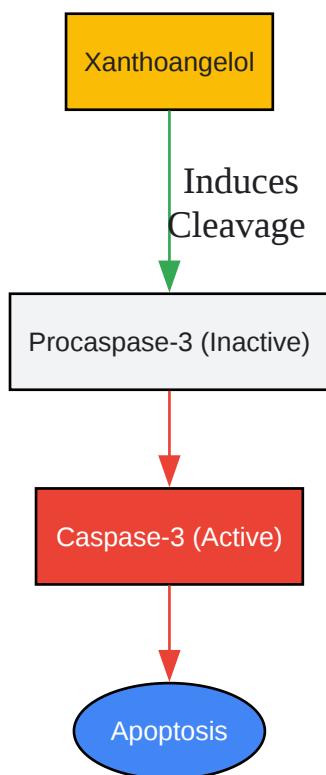 Xanthoangelol
Induces
Cleavage
Procaspase-3 (Inactive)
Caspase-3 (Active)
Apoptosis